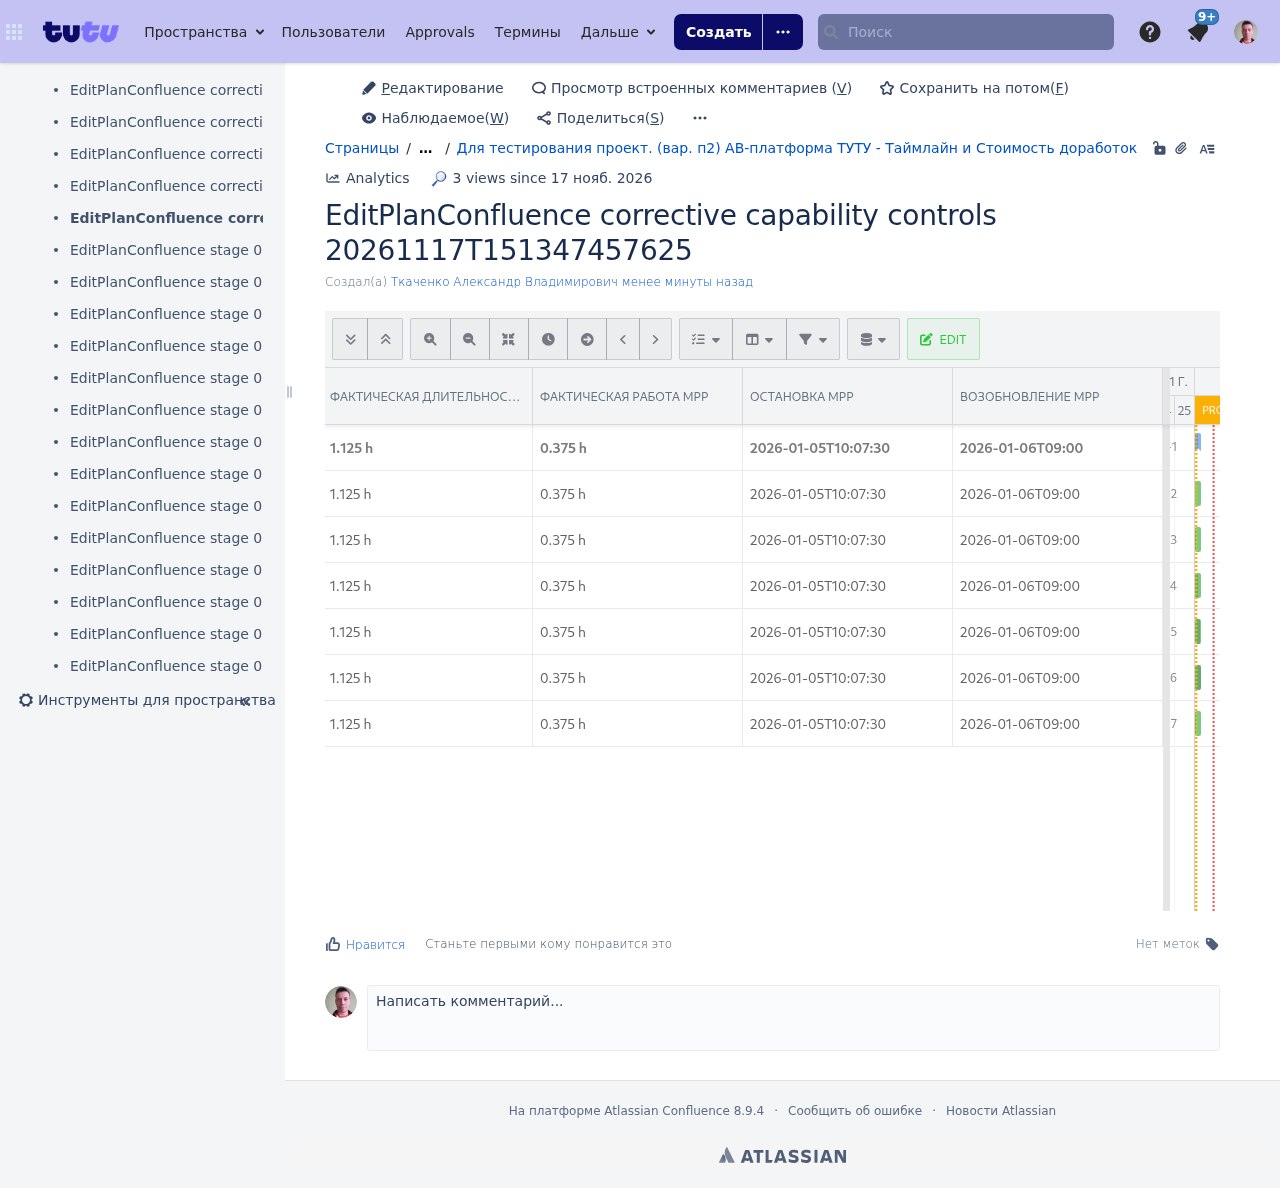 tutu
Пространства
Пользователи
Approvals
Термины
Дальше
Создать
Поиск
9+
EditPlanConfluence correcti
EditPlanConfluence correcti
EditPlanConfluence correcti
EditPlanConfluence correcti
EditPlanConfluence corre
EditPlanConfluence stage 0
EditPlanConfluence stage 0
EditPlanConfluence stage 0
EditPlanConfluence stage 0
EditPlanConfluence stage 0
EditPlanConfluence stage 0
EditPlanConfluence stage 0
EditPlanConfluence stage 0
EditPlanConfluence stage 0
EditPlanConfluence stage 0
EditPlanConfluence stage 0
EditPlanConfluence stage 0
EditPlanConfluence stage 0
EditPlanConfluence stage 0
Инструменты для пространства
Редактирование
Просмотр встроенных комментариев (V)
Сохранить на потом(F)
Наблюдаемое(W)
Поделиться(S)
Страницы / ... / Для тестирования проект. (вар. п2) АВ-платформа ТУТУ - Таймлайн и Стоимость доработок
Analytics
3 views since 17 нояб. 2026
EditPlanConfluence corrective capability controls
20261117T151347457625
Создал(а) Ткаченко Александр Владимирович менее минуты назад
EDIT
ФАКТИЧЕСКАЯ ДЛИТЕЛЬНОС...
ФАКТИЧЕСКАЯ РАБОТА МРР
ОСТАНОВКА МРР
ВОЗОБНОВЛЕНИЕ МРР
1 Г.
25
PRO
1.125 h 0.375 h 2026-01-05T10:07:30 2026-01-06T09:00 1
1.125 h 0.375 h 2026-01-05T10:07:30 2026-01-06T09:00 2
1.125 h 0.375 h 2026-01-05T10:07:30 2026-01-06T09:00 3
1.125 h 0.375 h 2026-01-05T10:07:30 2026-01-06T09:00 4
1.125 h 0.375 h 2026-01-05T10:07:30 2026-01-06T09:00 5
1.125 h 0.375 h 2026-01-05T10:07:30 2026-01-06T09:00 6
1.125 h 0.375 h 2026-01-05T10:07:30 2026-01-06T09:00 7
Нравится
Станьте первыми кому понравится это
Нет меток
Написать комментарий...
На платформе Atlassian Confluence 8.9.4 · Сообщить об ошибке · Новости Atlassian
ATLASSIAN